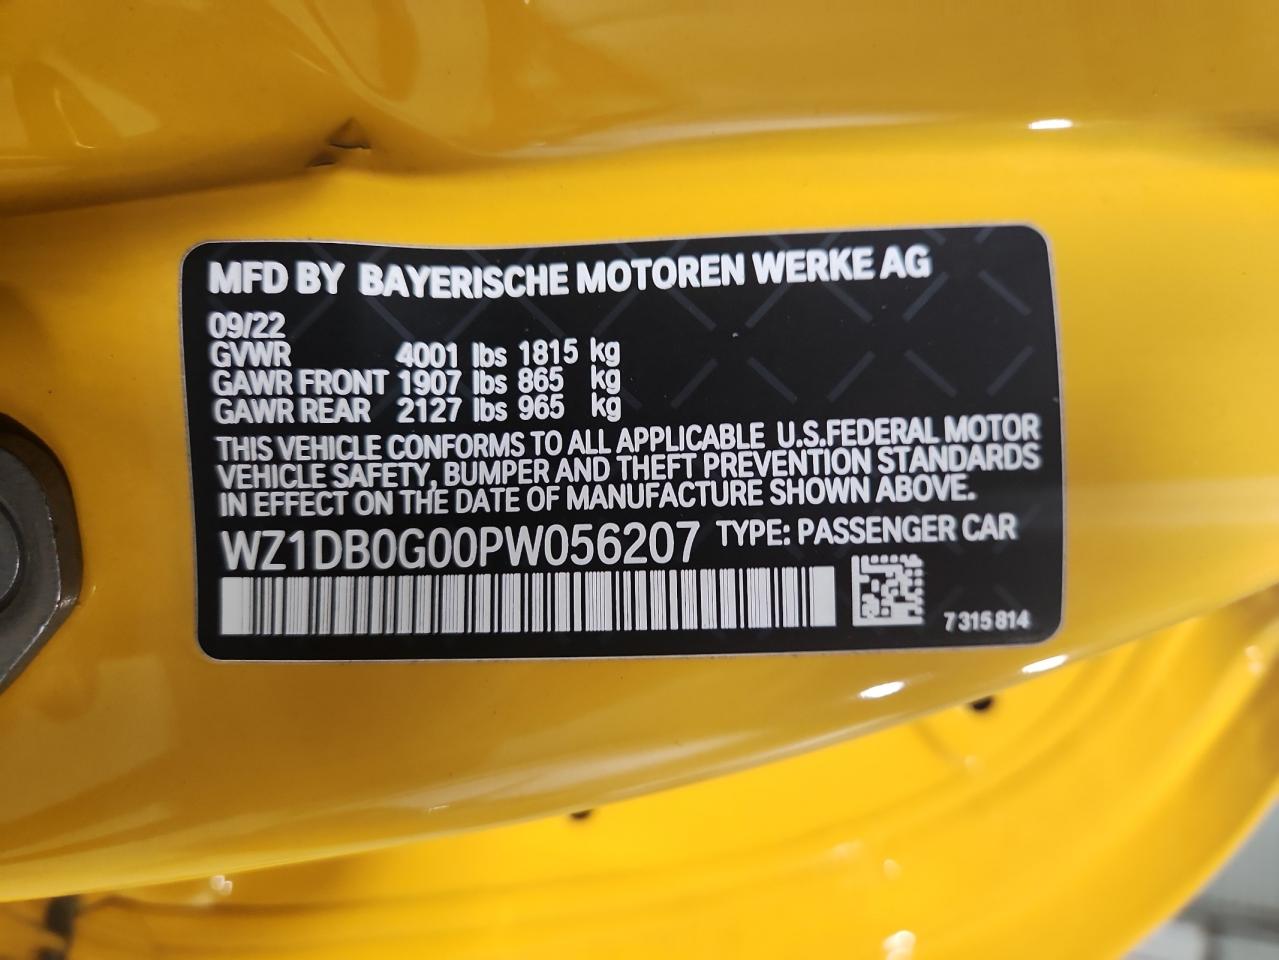 MFD BY BAYERISCHE MOTOREN WERKE AG
09/22
GVWR 4001 lbs 1815 kg
GAWR FRONT 1907 lbs 865 kg
GAWR REAR 2127 lbs 965 kg
THIS VEHICLE CONFORMS TO ALL APPLICABLE U.S.FEDERAL MOTOR
VEHICLE SAFETY, BUMPER AND THEFT PREVENTION STANDARDS
IN EFFECT ON THE DATE OF MANUFACTURE SHOWN ABOVE.
WZ1DB0G00PW056207 TYPE: PASSENGER CAR
7 315 814